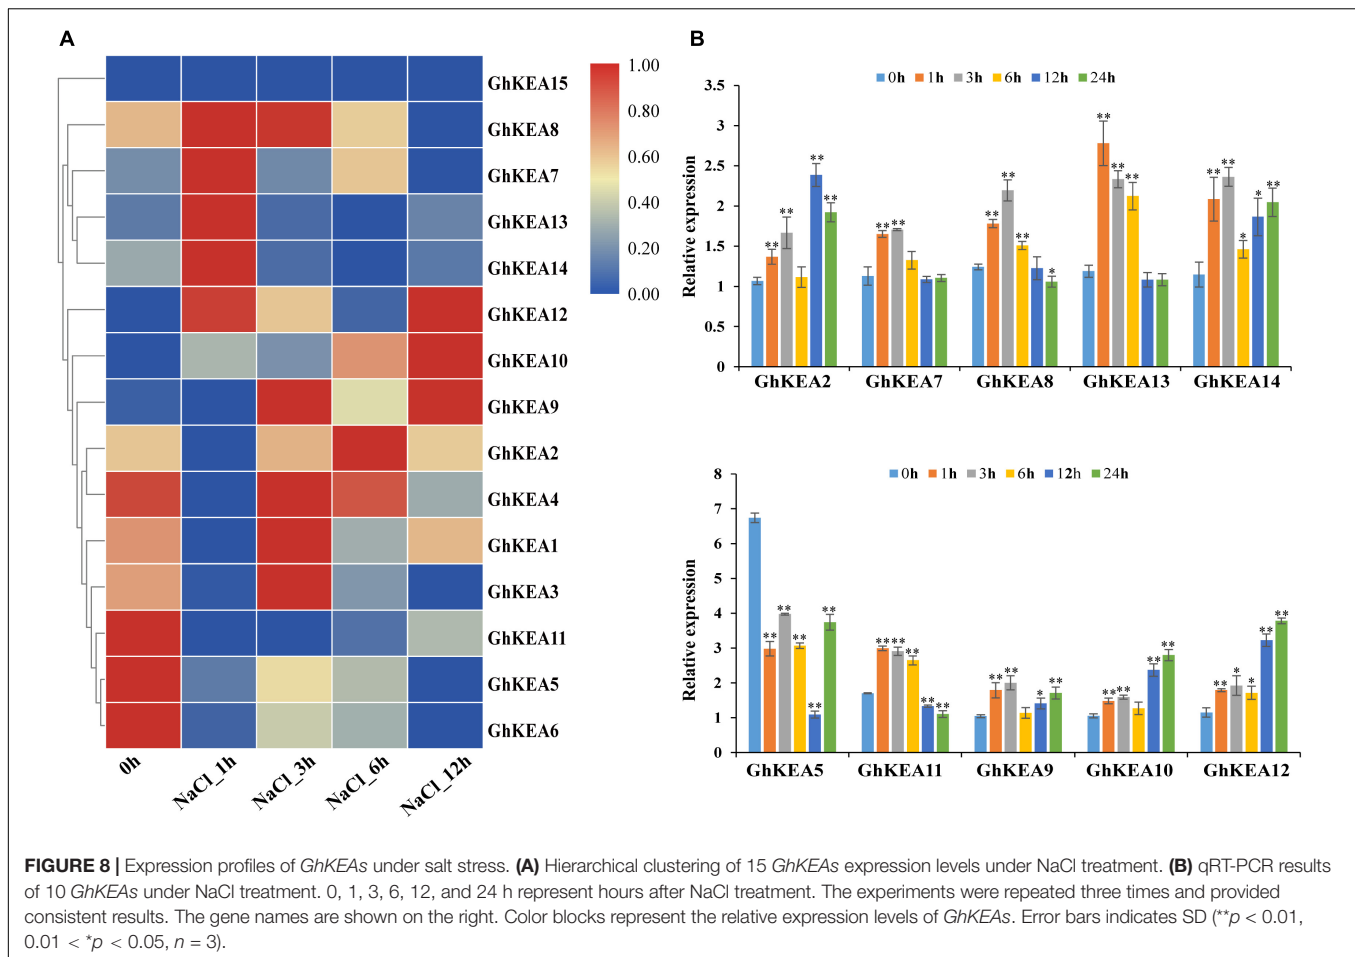 A
GhKEA15
GhKEA8
GhKEA7
GhKEA13
GhKEA14
GhKEA12
GhKEA10
GhKEA9
GhKEA2
GhKEA4
GhKEA1
GhKEA3
GhKEA11
GhKEA5
GhKEA6
0h NaCl_1h NaCl_3h NaCl_6h NaCl_12h
1.00
0.80
0.60
0.40
0.20
0.00
B
0h 1h 3h 6h 12h 24h
Relative expression
3.5
3
2.5
2
1.5
1
0.5
0
** ** ** **
** **
** ** ** *
** ** **
** ** * * **
GhKEA2 GhKEA7 GhKEA8 GhKEA13 GhKEA14
0h 1h 3h 6h 12h 24h
Relative expression
8
7
6
5
4
3
2
1
0
** ** ** ** **
** ** ** ** **
** ** * **
** ** ** **
** * * ** **
GhKEA5 GhKEA11 GhKEA9 GhKEA10 GhKEA12
FIGURE 8 | Expression profiles of GhKEAs under salt stress. (A) Hierarchical clustering of 15 GhKEAs expression levels under NaCl treatment. (B) qRT-PCR results
of 10 GhKEAs under NaCl treatment. 0, 1, 3, 6, 12, and 24 h represent hours after NaCl treatment. The experiments were repeated three times and provided
consistent results. The gene names are shown on the right. Color blocks represent the relative expression levels of GhKEAs. Error bars indicates SD (**p < 0.01,
0.01 < *p < 0.05, n = 3).